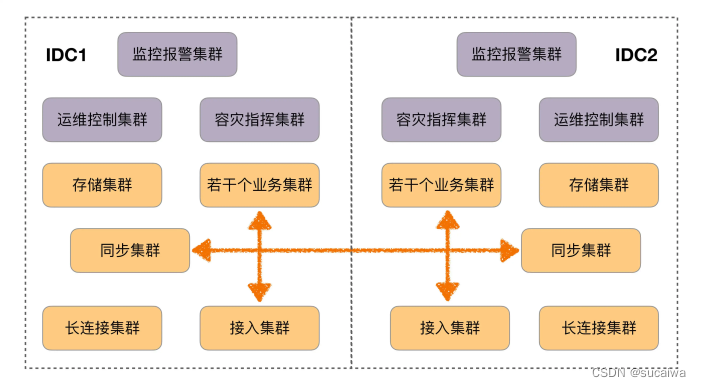 IDC1
监控报警集群
监控报警集群
IDC2
运维控制集群
容灾指挥集群
容灾指挥集群
运维控制集群
存储集群
若干个业务集群
若干个业务集群
存储集群
同步集群
同步集群
长连接集群
接入集群
接入集群
长连接集群
CSDN @sucaiwa